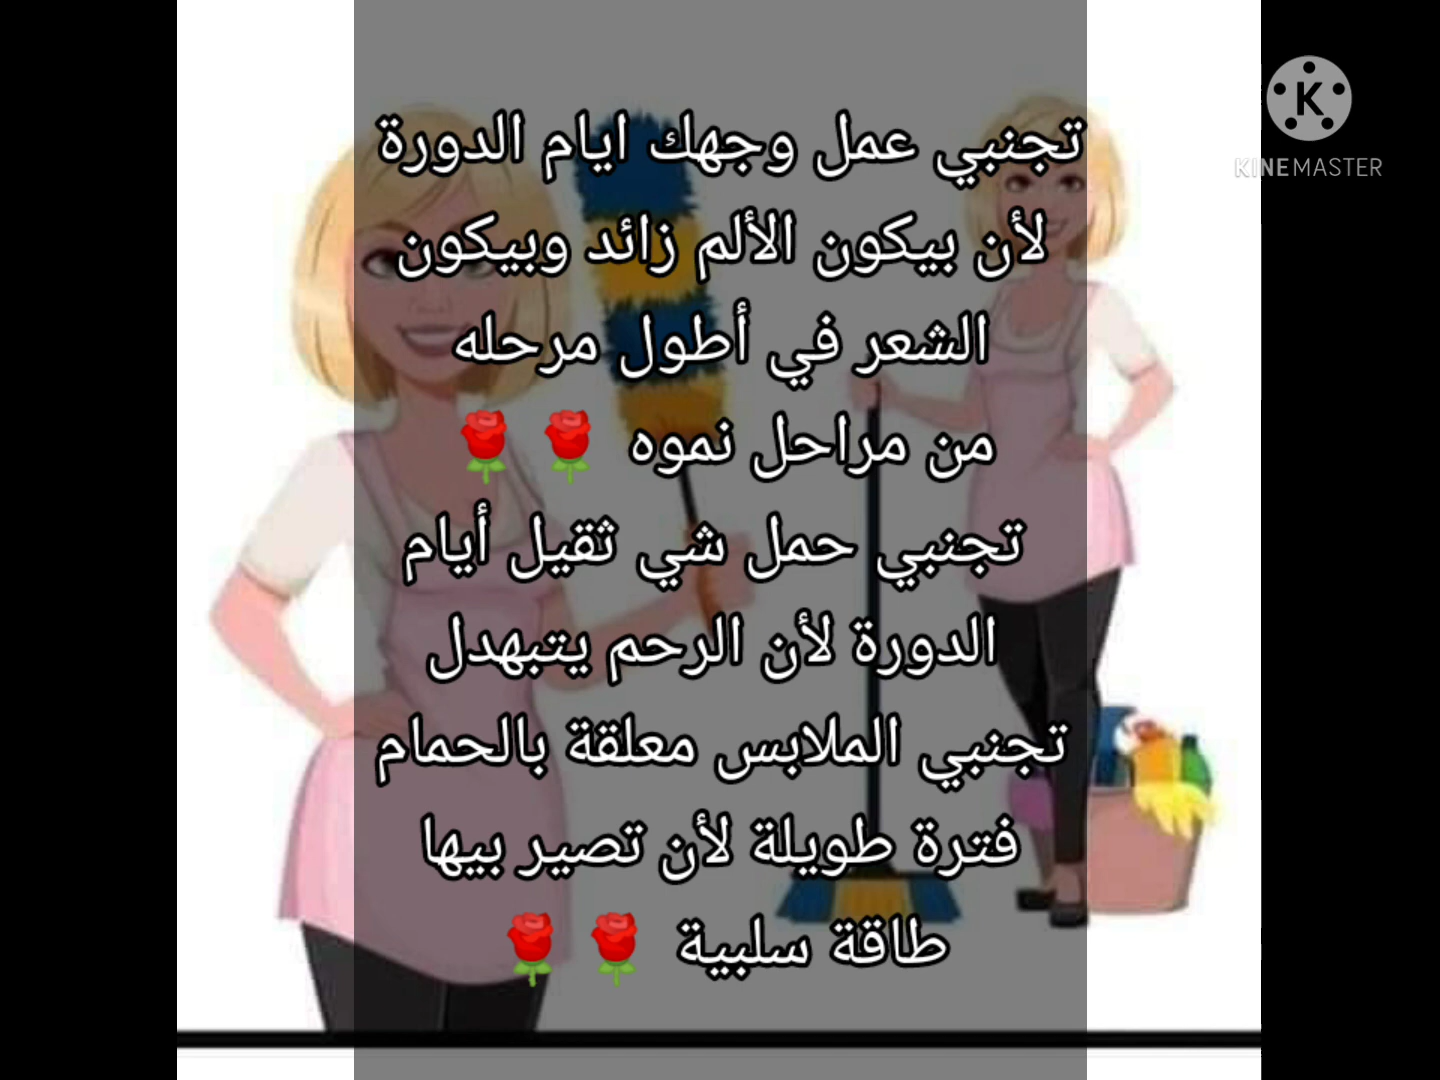 تجنبي عمل وجهك ايام الدورة
لأن بيكون الألم زائد وبيكون
الشعر في أطول مرحله
من مراحل نموه 🌹 🌹
تجنبي حمل شي ثقيل أيام
الدورة لأن الرحم يتبهدل
تجنبي الملابس معلقة بالحمام
فترة طويلة لأن تصير بيها
طاقة سلبية 🌹 🌹
K
KINEMASTER